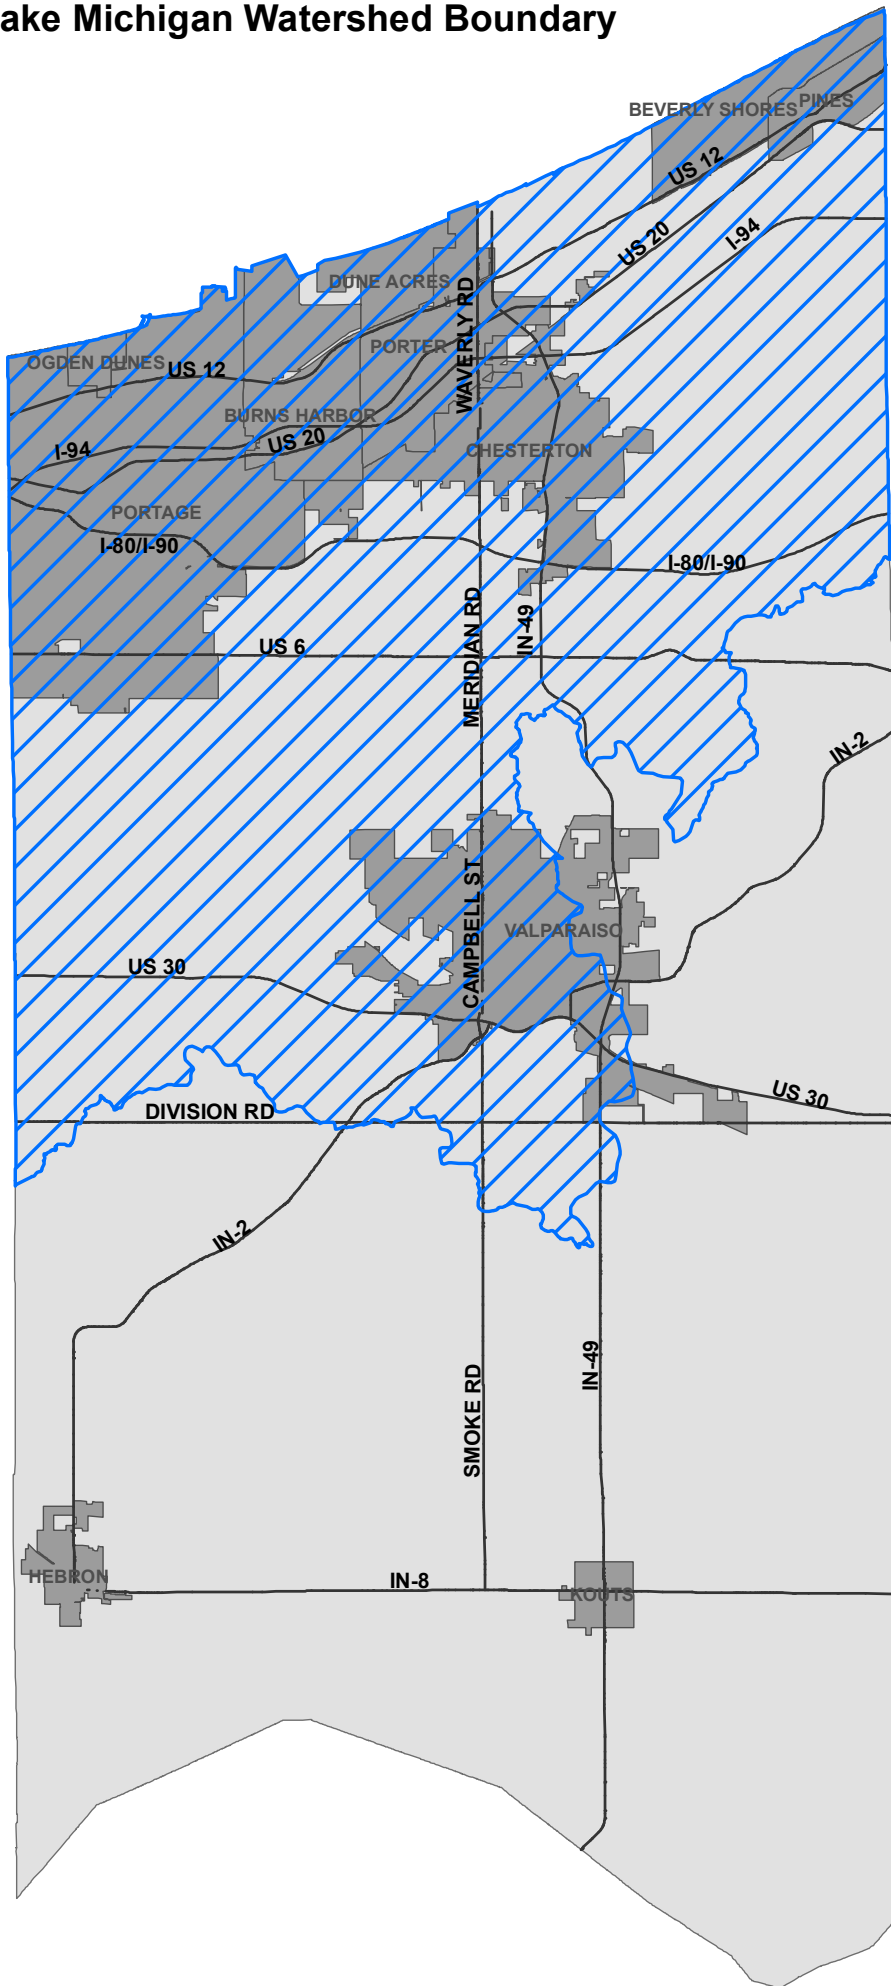 ake Michigan Watershed Boundary
PINES
BEVERLY SHORES
US 12
I-94
US 20
DUNE ACRES
WAVERLY RD
PORTER
OGDEN DUNES
US 12
BURNS HARBOR
US 20
I-94
CHESTERTON
PORTAGE
I-80/I-90
I-80/I-90
MERIDIAN RD
IN-49
US 6
IN-2
CAMPBELL ST
VALPARAISO
US 30
US 30
DIVISION RD
IN-2
IN-49
SMOKE RD
HEBRON
IN-8
KOUTS